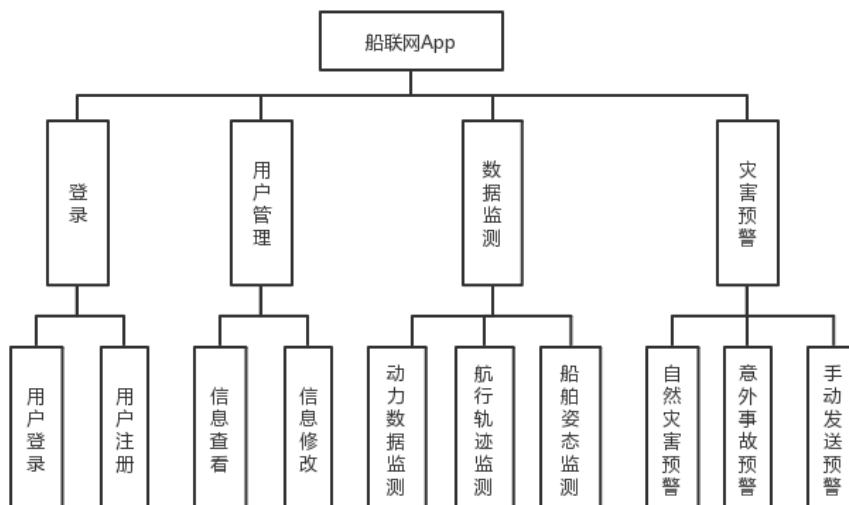 船联网App
登录
用户管理
数据监测
灾害预警
用户登录
用户注册
信息查看
信息修改
动力数据监测
航行轨迹监测
船舶姿态监测
自然灾害预警
意外事故预警
手动发送预警